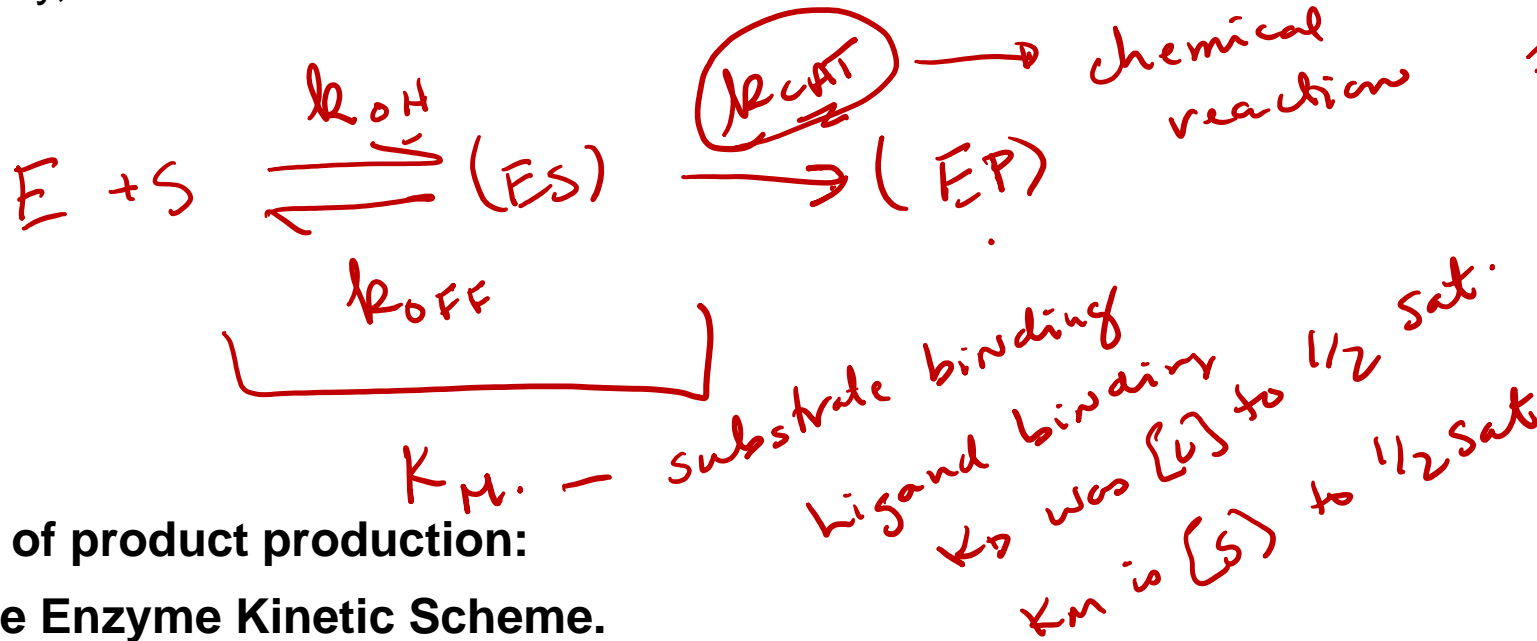 y,
kON
kCAT → chemical reaction
E + S ⇌ (ES) → (EP)
kOFF
KM. — substrate binding
Ligand binding
KD was [L] to 1/2 sat.
KM is [S] to 1/2 sat
of product production:
e Enzyme Kinetic Scheme.